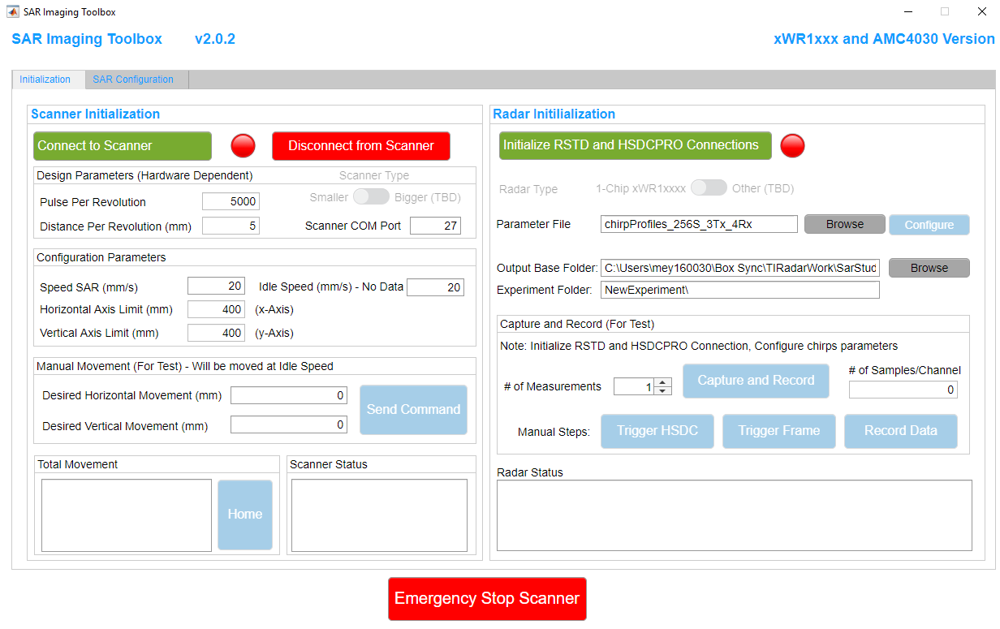 SAR Imaging Toolbox
SAR Imaging Toolbox v2.0.2 xWR1xxx and AMC4030 Version
Initialization SAR Configuration
Scanner Initialization
Connect to Scanner Disconnect from Scanner
Design Parameters (Hardware Dependent) Scanner Type
Smaller Bigger (TBD)
Pulse Per Revolution 5000
Distance Per Revolution (mm) 5 Scanner COM Port 27
Configuration Parameters
Speed SAR (mm/s) 20 Idle Speed (mm/s) - No Data 20
Horizontal Axis Limit (mm) 400 (x-Axis)
Vertical Axis Limit (mm) 400 (y-Axis)
Manual Movement (For Test) - Will be moved at Idle Speed
Desired Horizontal Movement (mm) 0
Send Command
Desired Vertical Movement (mm) 0
Total Movement Scanner Status
Home
Radar Initilialization
Initialize RSTD and HSDCPRO Connections
Radar Type 1-Chip xWR1xxxx Other (TBD)
Parameter File chirpProfiles_256S_3Tx_4Rx Browse Configure
Output Base Folder: C:\Users\mey160030\Box Sync\TIRadarWork\SarStud Browse
Experiment Folder: NewExperiment\
Capture and Record (For Test)
Note: Initialize RSTD and HSDCPRO Connection, Configure chirps parameters
# of Measurements 1 Capture and Record # of Samples/Channel
0
Manual Steps: Trigger HSDC Trigger Frame Record Data
Radar Status
Emergency Stop Scanner